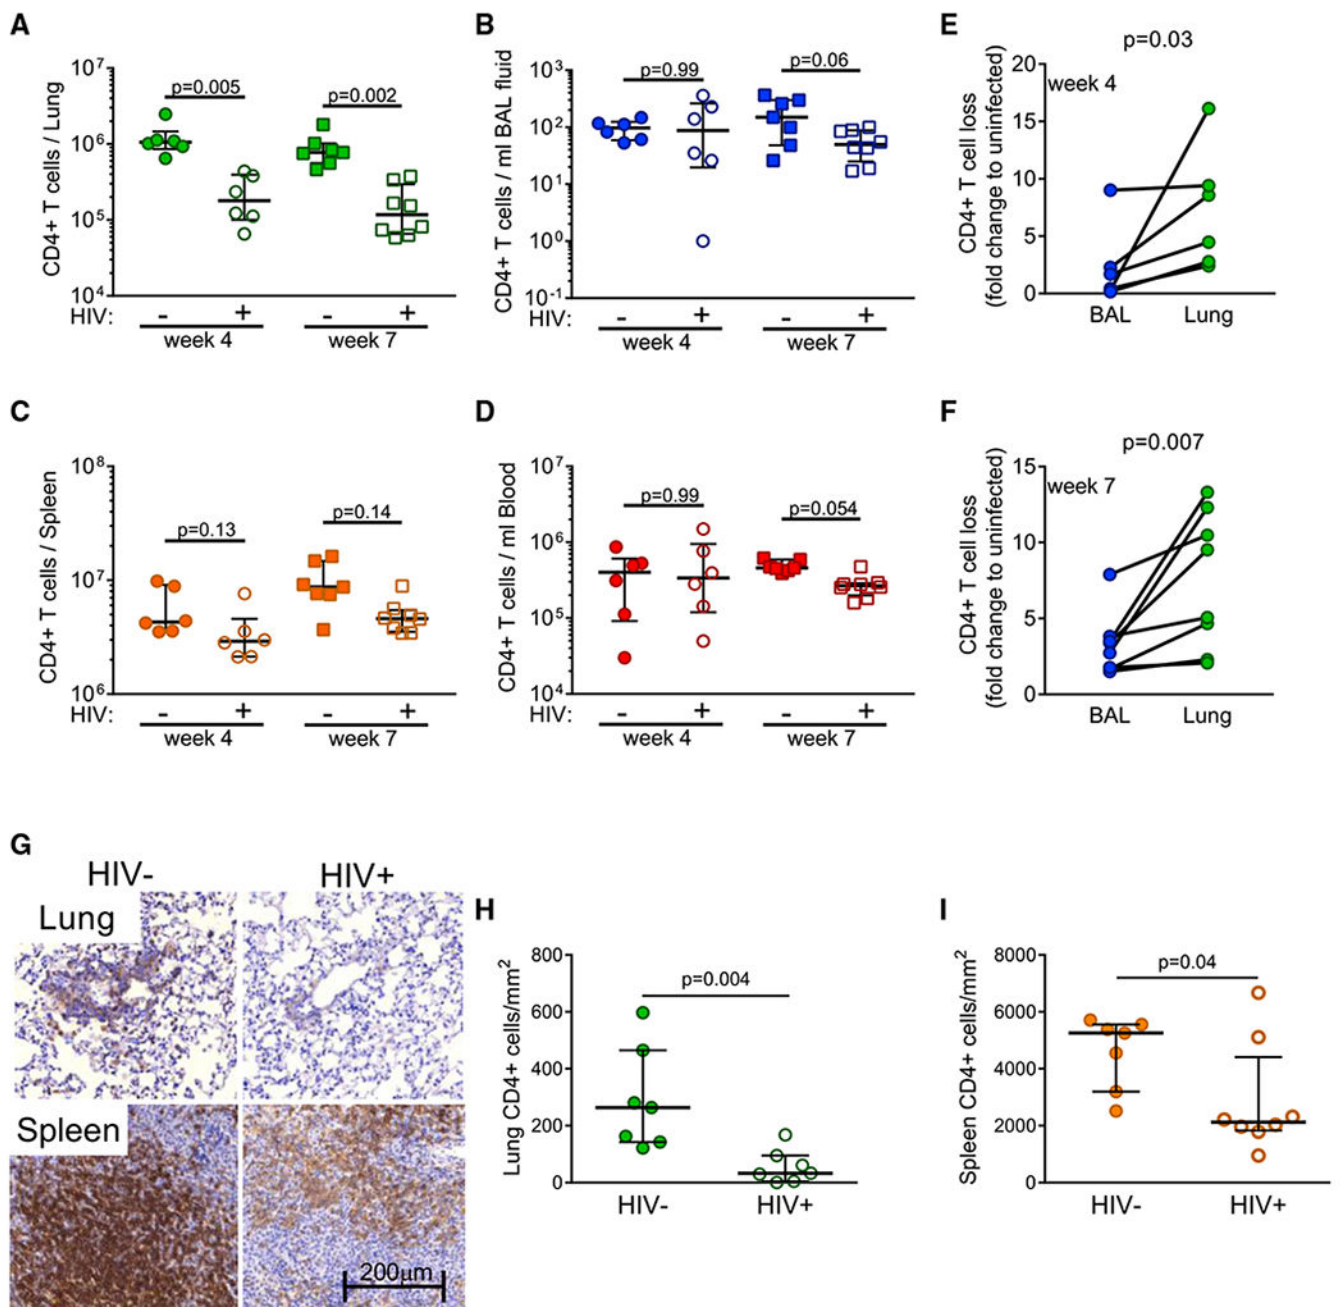 A
CD4+ T cells / Lung
10⁷
10⁶
10⁵
10⁴
p=0.005
p=0.002
HIV: - + - +
week 4 week 7
B
CD4+ T cells / ml BAL fluid
10³
10²
10¹
10⁰
10⁻¹
p=0.99
p=0.06
HIV: - + - +
week 4 week 7
E
p=0.03
week 4
CD4+ T cell loss
(fold change to uninfected)
20
15
10
5
0
BAL Lung
C
CD4+ T cells / Spleen
10⁸
10⁷
10⁶
p=0.13
p=0.14
HIV: - + - +
week 4 week 7
D
CD4+ T cells / ml Blood
10⁷
10⁶
10⁵
10⁴
p=0.99
p=0.054
HIV: - + - +
week 4 week 7
F
p=0.007
week 7
CD4+ T cell loss
(fold change to uninfected)
15
10
5
0
BAL Lung
G
HIV- HIV+
Lung
Spleen
200μm
H
Lung CD4+ cells/mm²
800
600
400
200
0
p=0.004
HIV- HIV+
I
Spleen CD4+ cells/mm²
8000
6000
4000
2000
0
p=0.04
HIV- HIV+